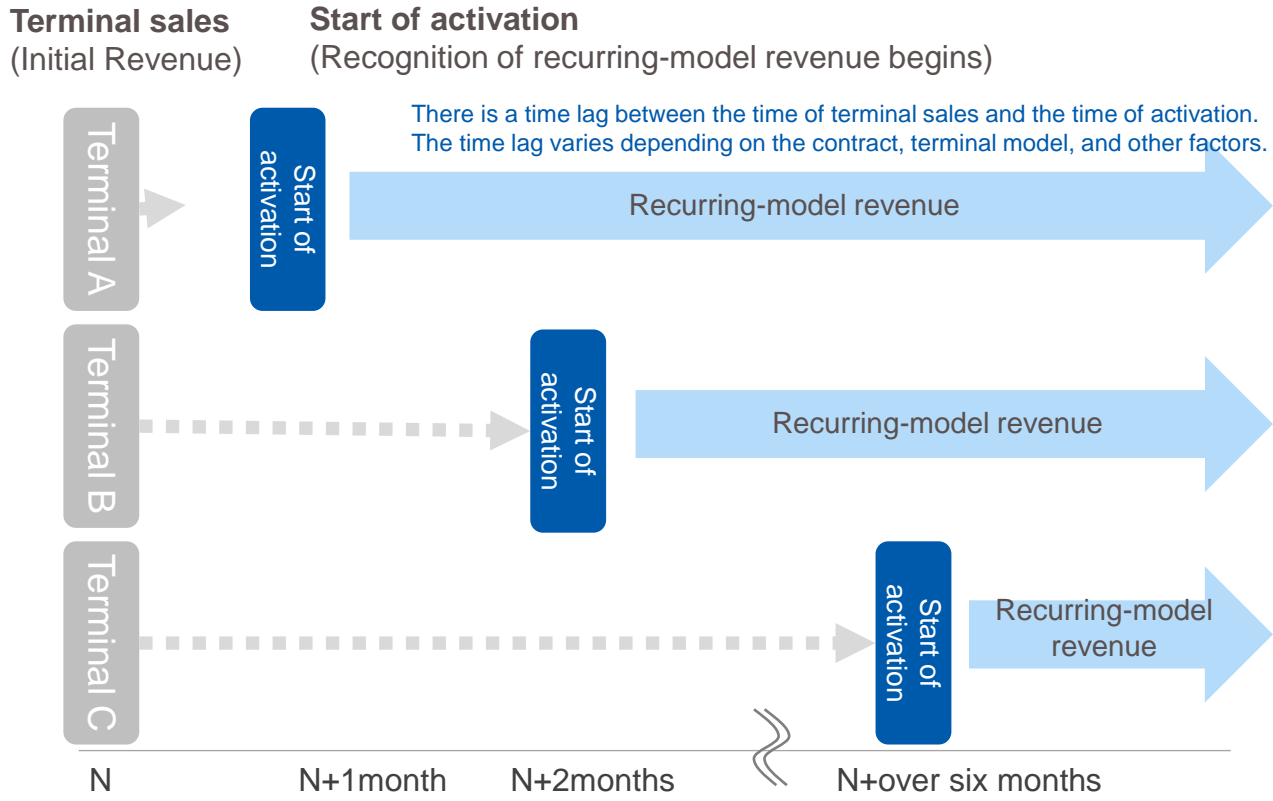 Terminal sales
(Initial Revenue)
Start of activation
(Recognition of recurring-model revenue begins)
There is a time lag between the time of terminal sales and the time of activation.
The time lag varies depending on the contract, terminal model, and other factors.
Terminal A
Start of
activation
Recurring-model revenue
Terminal B
Start of
activation
Recurring-model revenue
Terminal C
Start of
activation
Recurring-model
revenue
N
N+1month
N+2months
N+over six months